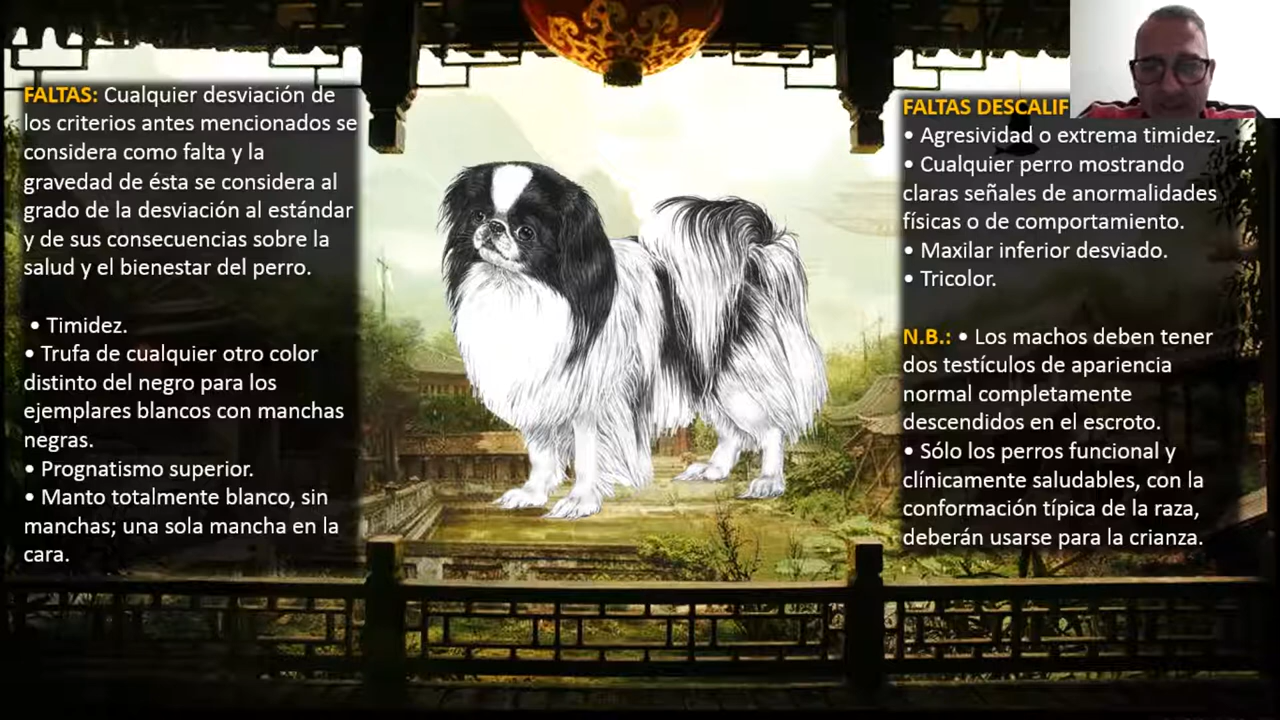 FALTAS: Cualquier desviación de
los criterios antes mencionados se
considera como falta y la
gravedad de ésta se considera al
grado de la desviación al estándar
y de sus consecuencias sobre la
salud y el bienestar del perro.
• Timidez.
• Trufa de cualquier otro color
distinto del negro para los
ejemplares blancos con manchas
negras.
• Prognatismo superior.
• Manto totalmente blanco, sin
manchas; una sola mancha en la
cara.
FALTAS DESCALIF
• Agresividad o extrema timidez.
• Cualquier perro mostrando
claras señales de anormalidades
físicas o de comportamiento.
• Maxilar inferior desviado.
• Tricolor.
N.B.: • Los machos deben tener
dos testículos de apariencia
normal completamente
descendidos en el escroto.
• Sólo los perros funcional y
clínicamente saludables, con la
conformación típica de la raza,
deberán usarse para la crianza.